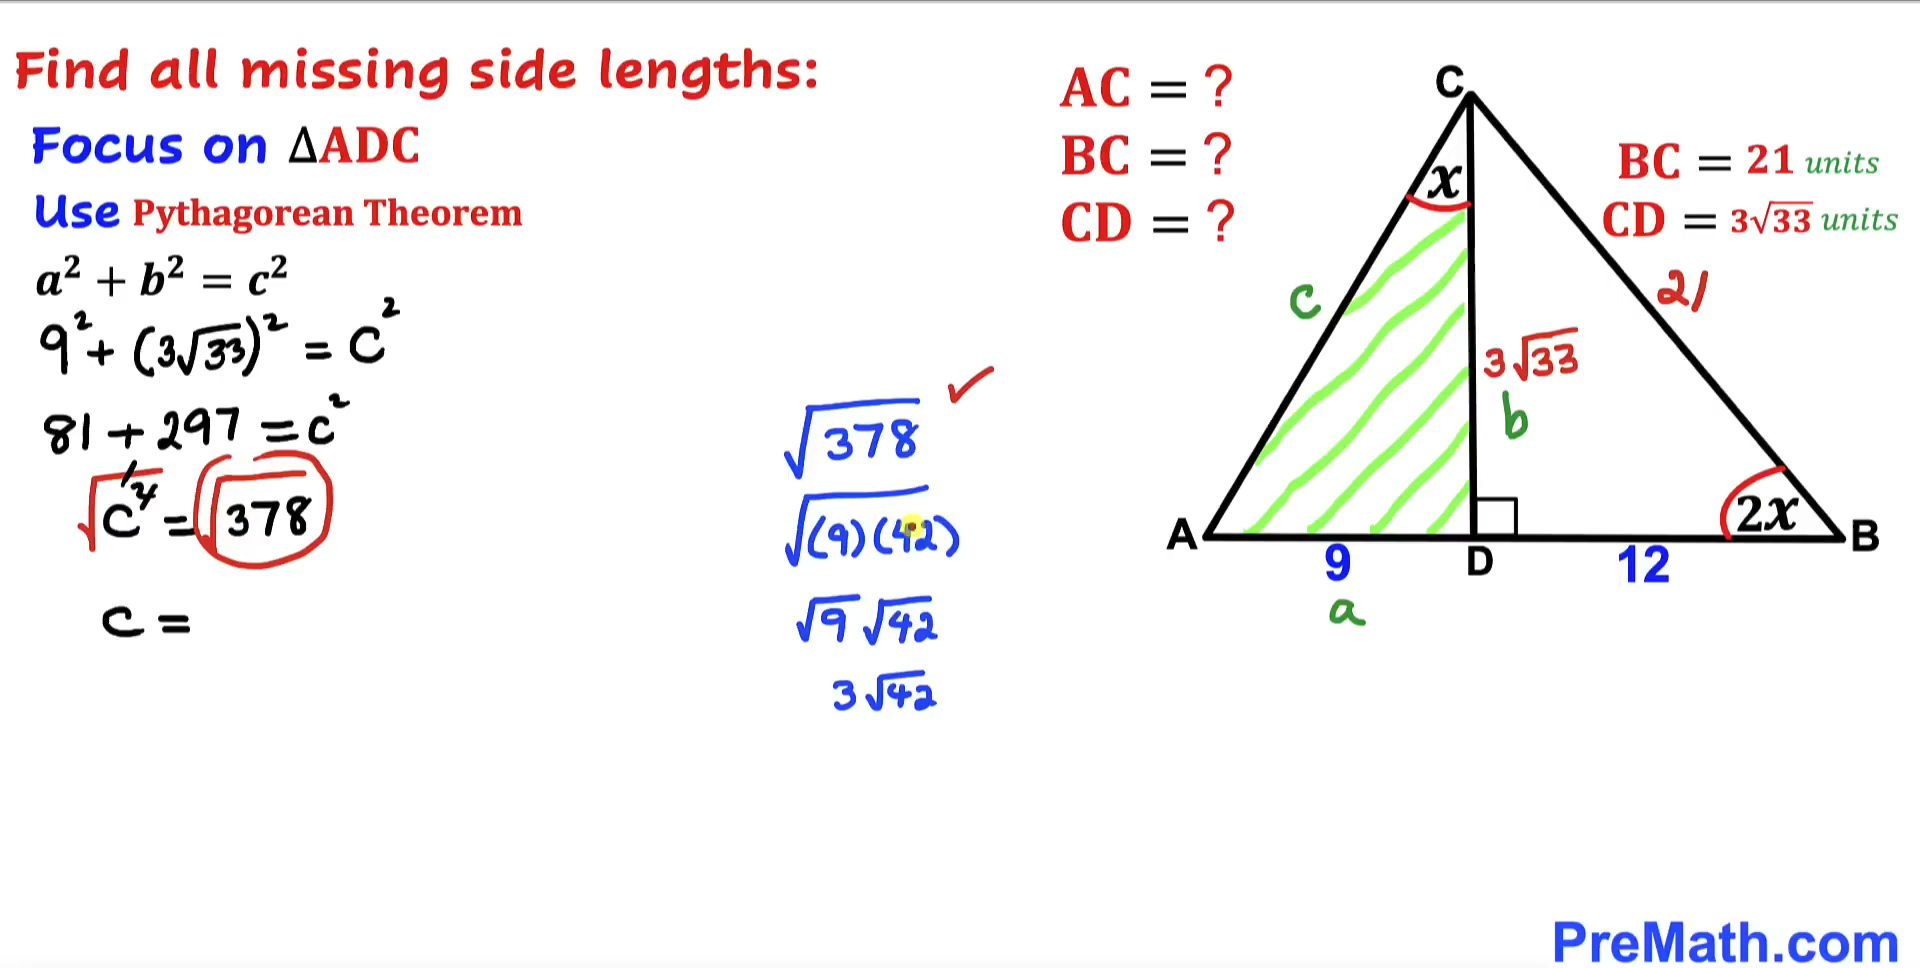 Find all missing side lengths:
Focus on ΔADC
Use Pythagorean Theorem
a² + b² = c²
9² + (3√33)² = c²
81 + 297 = c²
√c² = √378
c =
√378 ✓
√(9)(42)
√9 √42
3√42
AC = ?
BC = ?
CD = ?
C
x
BC = 21 units
CD = 3√33 units
c
21
3√33
b
A
2x
B
9
D
12
a
PreMath.com